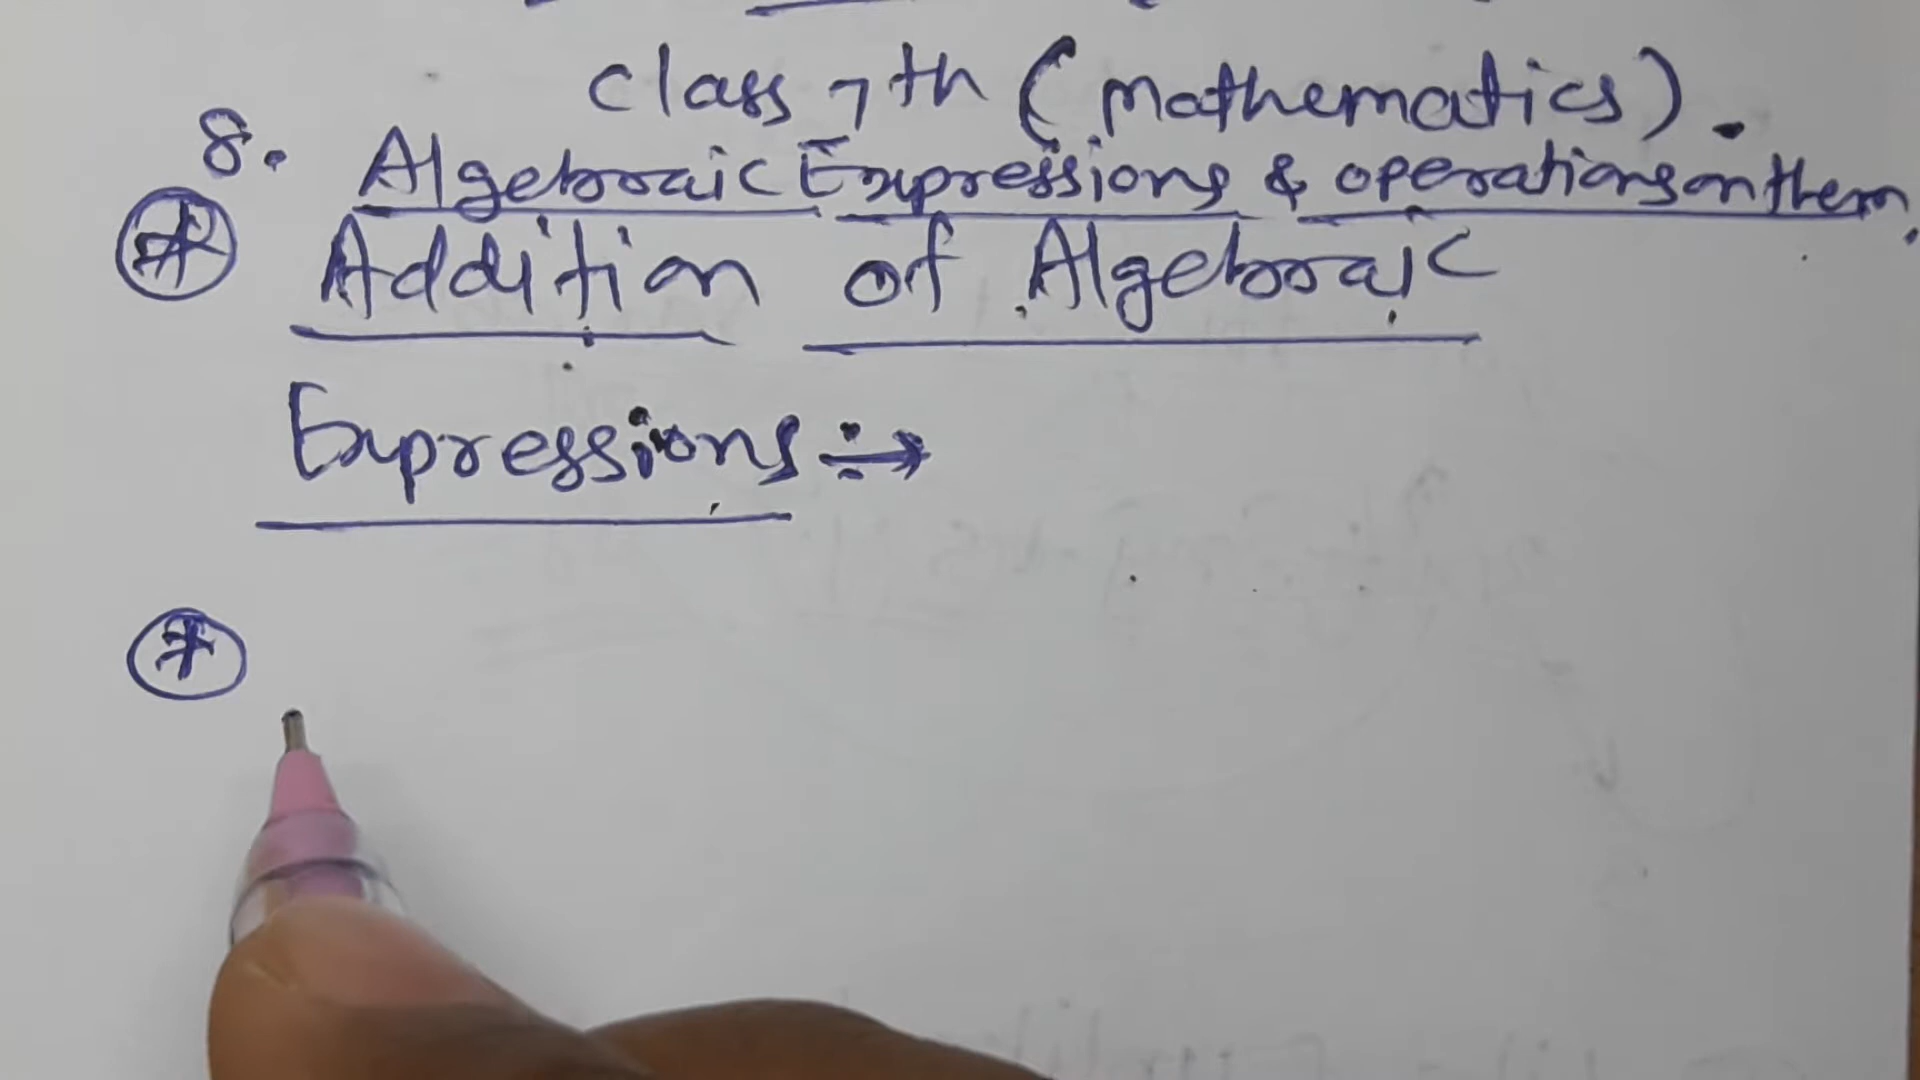 Class 7th (Mathematics).
8. Algebraic Expressions & operations on them.
Addition of Algebraic
Expressions :→